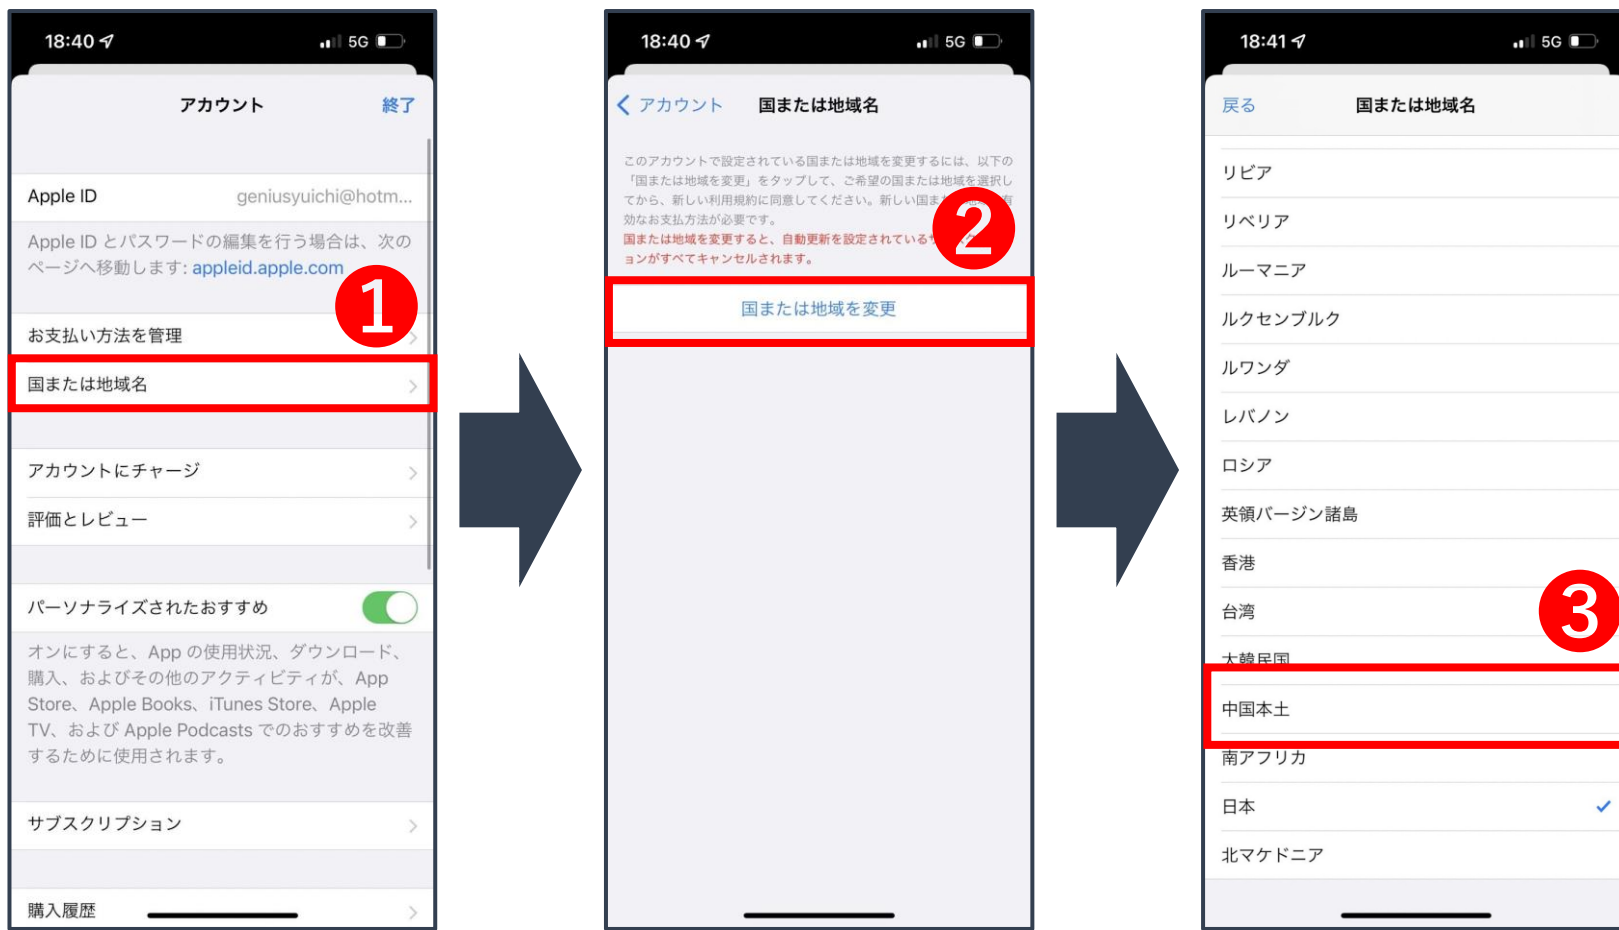 18:40
5G
アカウント
終了
Apple ID
geniusyuichi@hotm...
Apple ID とパスワードの編集を行う場合は、次の
ページへ移動します: appleid.apple.com
1
お支払い方法を管理
国または地域名
アカウントにチャージ
評価とレビュー
パーソナライズされたおすすめ
オンにすると、App の使用状況、ダウンロード、
購入、およびその他のアクティビティが、App
Store、Apple Books、iTunes Store、Apple
TV、および Apple Podcasts でのおすすめを改善
するために使用されます。
サブスクリプション
購入履歴
18:40
5G
アカウント
国または地域名
このアカウントで設定されている国または地域を変更するには、以下の
「国または地域を変更」をタップして、ご希望の国または地域を選択し
てから、新しい利用規約に同意してください。新しい国ま
効なお支払方法が必要です。
国または地域を変更すると、自動更新を設定されている
ョンがすべてキャンセルされます。
2
国または地域を変更
18:41
5G
戻る
国または地域名
リビア
リベリア
ルーマニア
ルクセンブルク
ルワンダ
レバノン
ロシア
英領バージン諸島
香港
台湾
3
大韓民国
中国本土
南アフリカ
日本
北マケドニア